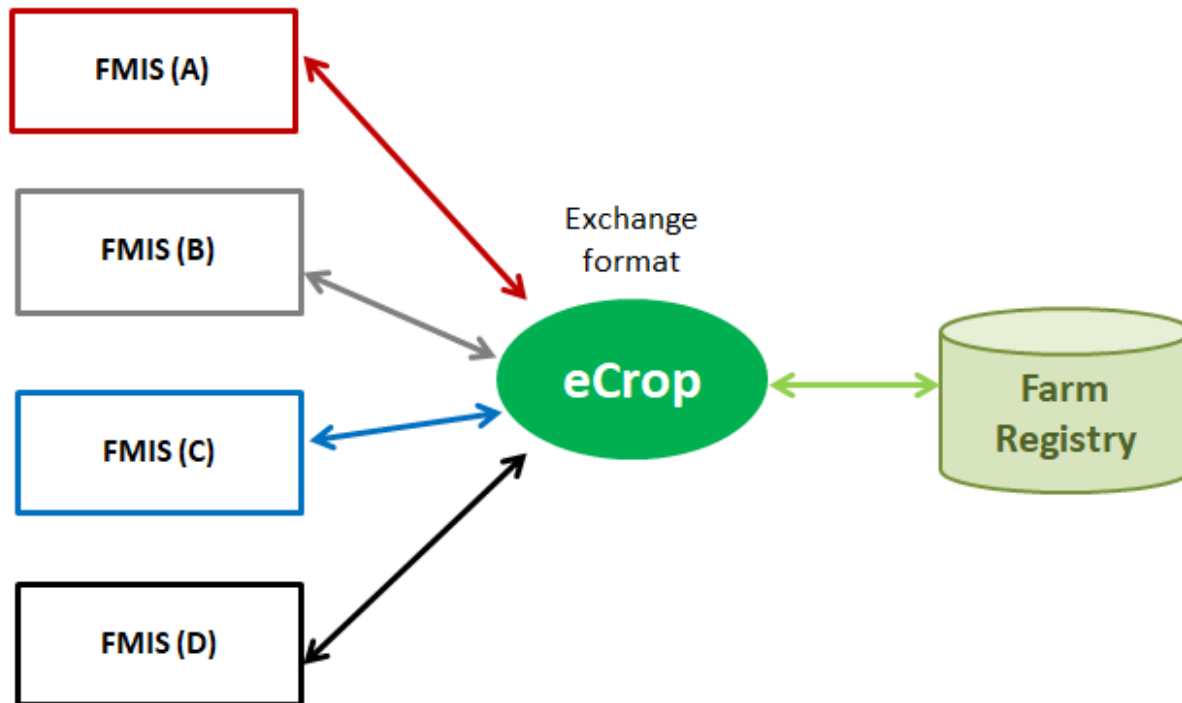 FMIS (A)
FMIS (B)
Exchange
format
eCrop
Farm
Registry
FMIS (C)
FMIS (D)